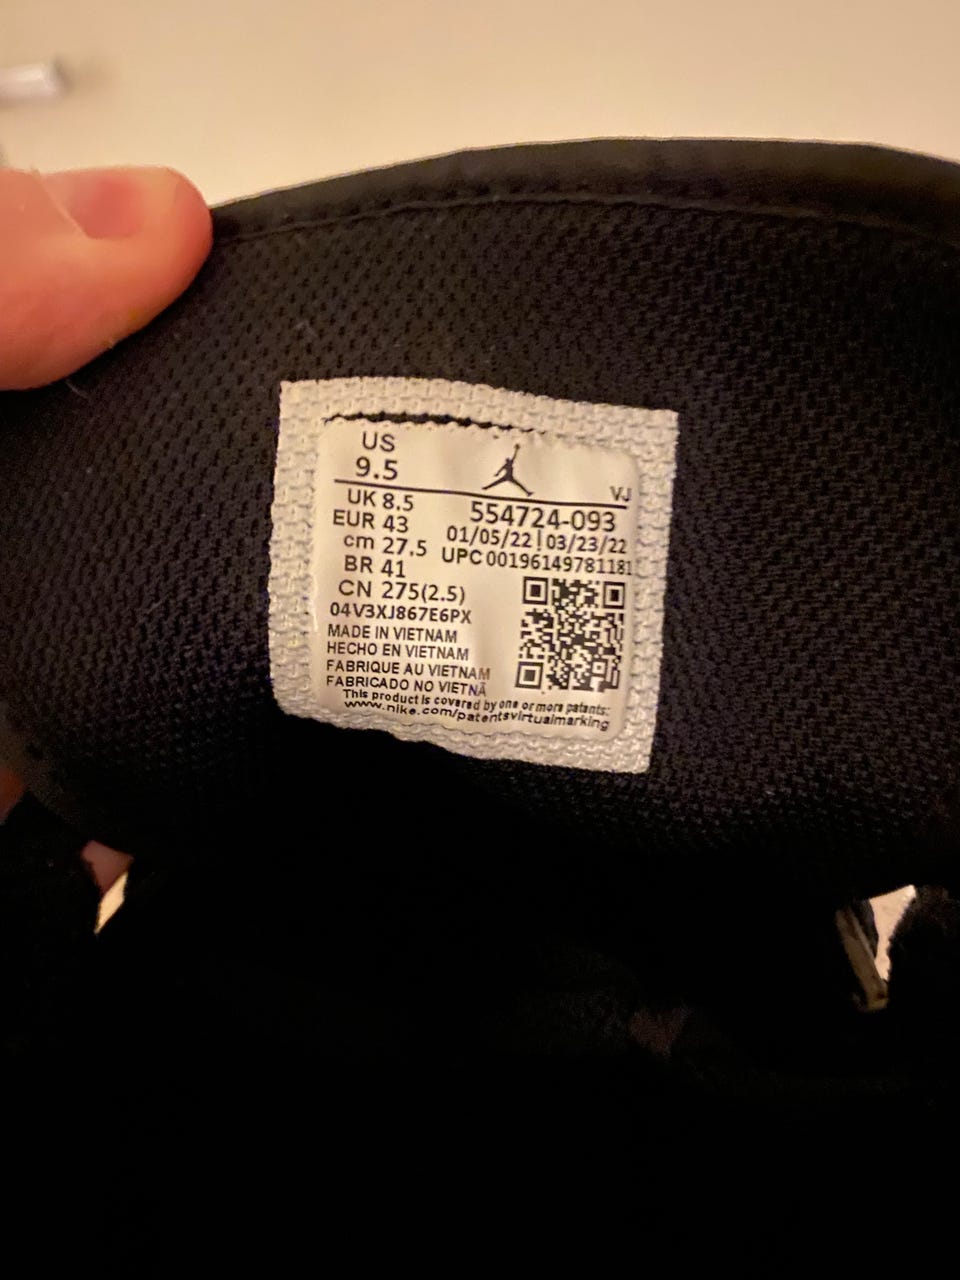 US
9.5
VJ
UK 8.5
EUR 43
cm 27.5
BR 41
CN 275(2.5)
554724-093
01/05/22 | 03/23/22
UPC 00196149781181
04V3XJ867E6PX
MADE IN VIETNAM
HECHO EN VIETNAM
FABRIQUE AU VIETNAM
FABRICADO NO VIETNÃ
This product is covered by one or more patents:
www.nike.com/patentsvirtualmarking